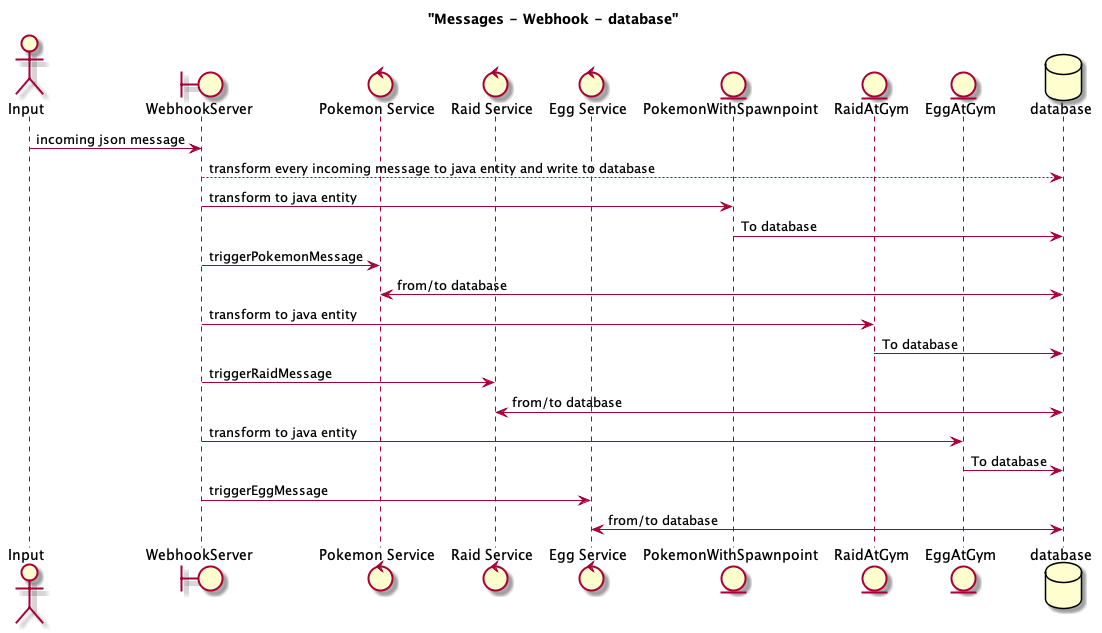 "Messages - Webhook - database"
Input
WebhookServer
Pokemon Service
Raid Service
Egg Service
PokemonWithSpawnpoint
RaidAtGym
EggAtGym
database
incoming json message
transform every incoming message to java entity and write to database
transform to java entity
To database
triggerPokemonMessage
from/to database
transform to java entity
To database
triggerRaidMessage
from/to database
transform to java entity
To database
triggerEggMessage
from/to database
Input
WebhookServer
Pokemon Service
Raid Service
Egg Service
PokemonWithSpawnpoint
RaidAtGym
EggAtGym
database